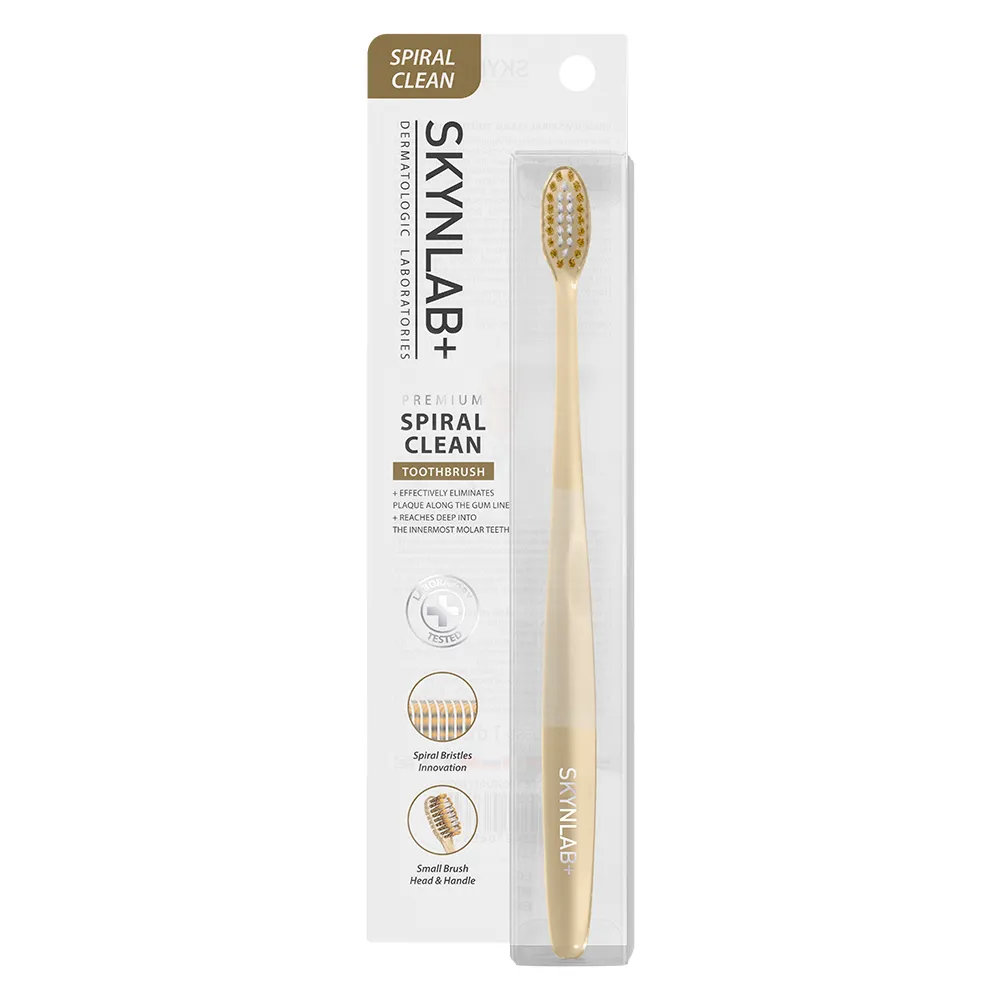 SPIRAL
CLEAN
SKYNLAB+
DERMATOLOGIC LABORATORIES
PREMIUM
SPIRAL
CLEAN
TOOTHBRUSH
+ EFFECTIVELY ELIMINATES
PLAQUE ALONG THE GUM LINE
+ REACHES DEEP INTO
THE INNERMOST MOLAR TEETH
LABORATORY
TESTED
Spiral Bristles
Innovation
Small Brush
Head & Handle
SKYNLAB+